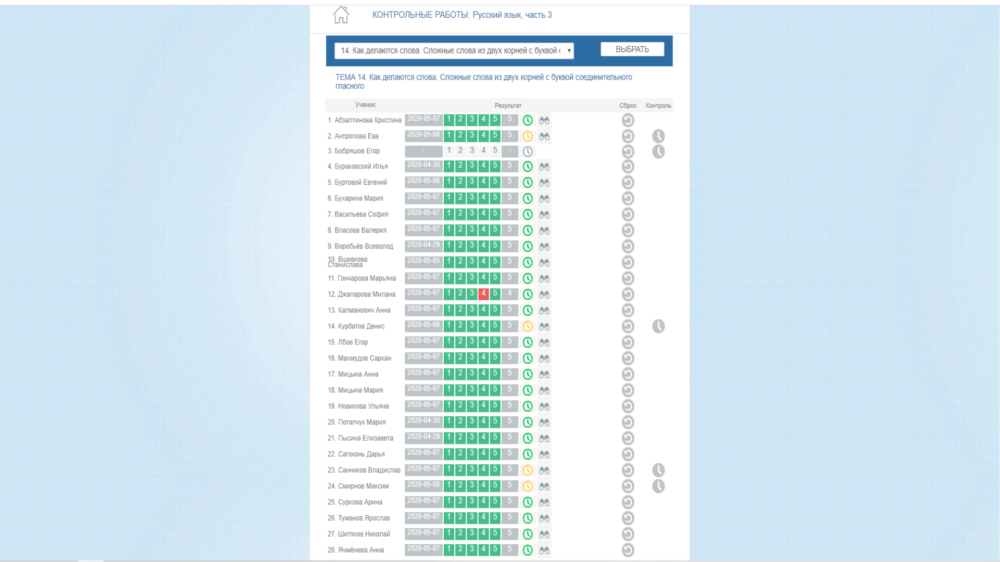 КОНТРОЛЬНЫЕ РАБОТЫ: Русский язык, часть 3
14. Как делаются слова. Сложные слова из двух корней с буквой
ВЫБРАТЬ
ТЕМА 14. Как делаются слова. Сложные слова из двух корней с буквой соединительного
гласного
Ученик Результат Сброс Контроль
1. Абзалтинова Кристина 2020-05-07 1 2 3 4 5 5
2. Антропова Ева 2020-05-08 1 2 3 4 5 5
3. Бобряшов Егор - 1 2 3 4 5 -
4. Бураковский Илья 2020-04-30 1 2 3 4 5 5
5. Буртовой Евгений 2020-05-06 1 2 3 4 5 5
6. Бухарина Мария 2020-05-07 1 2 3 4 5 5
7. Васильева София 2020-05-07 1 2 3 4 5 5
8. Власова Валерия 2020-05-07 1 2 3 4 5 5
9. Воробьёв Всеволод 2020-04-29 1 2 3 4 5 5
10. Вшивкова
Станислава 2020-05-05 1 2 3 4 5 5
11. Гончарова Марьяна 2020-05-07 1 2 3 4 5 5
12. Джапарова Милана 2020-05-07 1 2 3 4 5 4
13. Калманович Анна 2020-05-07 1 2 3 4 5 5
14. Курбатов Денис 2020-05-08 1 2 3 4 5 5
15. Лбов Егор 2020-05-07 1 2 3 4 5 5
16. Махмудов Саркан 2020-05-07 1 2 3 4 5 5
17. Мицына Анна 2020-05-07 1 2 3 4 5 5
18. Мицына Мария 2020-05-07 1 2 3 4 5 5
19. Новикова Ульяна 2020-05-07 1 2 3 4 5 5
20. Потапчук Мария 2020-04-30 1 2 3 4 5 5
21. Пысина Елизавета 2020-04-29 1 2 3 4 5 5
22. Сагоконь Дарья 2020-05-07 1 2 3 4 5 5
23. Санников Владислав 2020-05-07 1 2 3 4 5 5
24. Смирнов Максим 2020-05-08 1 2 3 4 5 5
25. Суркова Арина 2020-05-07 1 2 3 4 5 5
26. Туманов Ярослав 2020-05-07 1 2 3 4 5 5
27. Шитяков Николай 2020-05-07 1 2 3 4 5 5
28. Ячмёнева Анна 2020-05-07 1 2 3 4 5 5